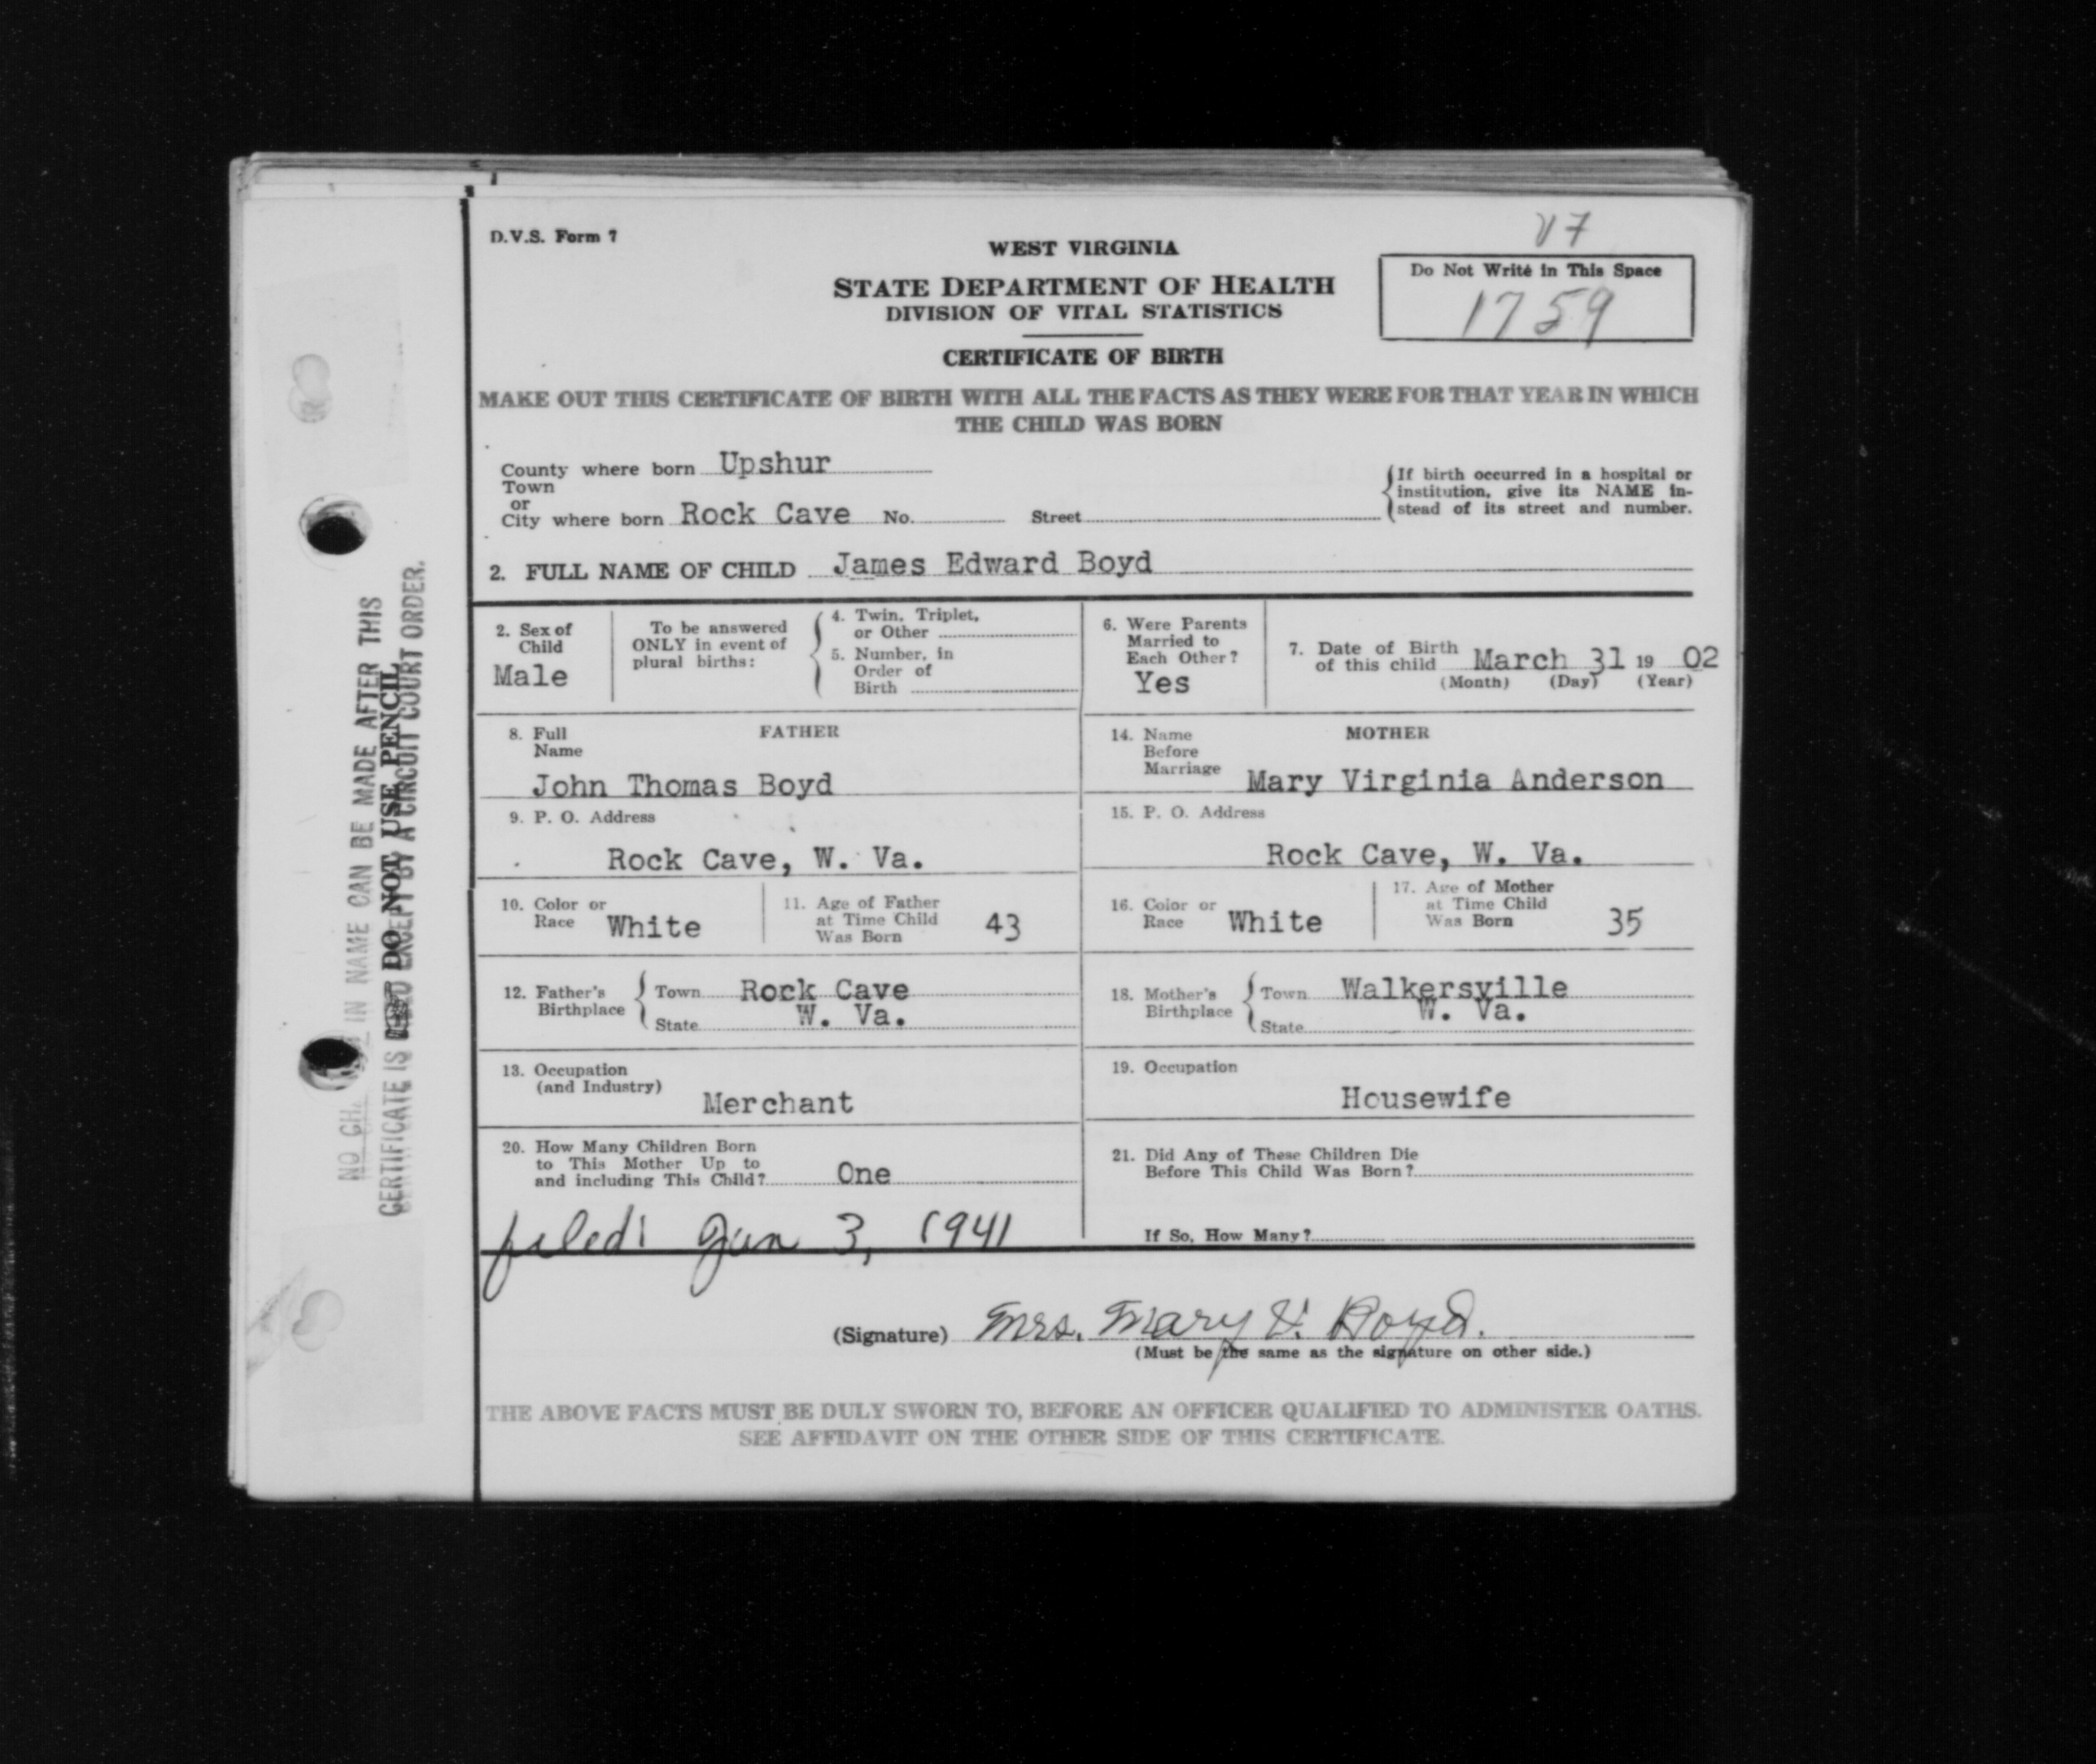 D.V.S. Form 7
V7
WEST VIRGINIA
STATE DEPARTMENT OF HEALTH
DIVISION OF VITAL STATISTICS
Do Not Write in This Space
1759
CERTIFICATE OF BIRTH
MAKE OUT THIS CERTIFICATE OF BIRTH WITH ALL THE FACTS AS THEY WERE FOR THAT YEAR IN WHICH
THE CHILD WAS BORN
County where born Upshur
Town
or
City where born Rock Cave No. Street
If birth occurred in a hospital or
institution, give its NAME in-
stead of its street and number.
2. FULL NAME OF CHILD James Edward Boyd
2. Sex of
Child
Male
To be answered
ONLY in event of
plural births:
4. Twin, Triplet,
or Other
5. Number, in
Order of
Birth
6. Were Parents
Married to
Each Other?
Yes
7. Date of Birth
of this child March 31 19 02
(Month) (Day) (Year)
8. Full
Name
FATHER
John Thomas Boyd
14. Name
Before
Marriage
MOTHER
Mary Virginia Anderson
9. P. O. Address
Rock Cave, W. Va.
15. P. O. Address
Rock Cave, W. Va.
10. Color or
Race White
11. Age of Father
at Time Child
Was Born 43
16. Color or
Race White
17. Age of Mother
at Time Child
Was Born 35
12. Father's
Birthplace
Town Rock Cave
State W. Va.
18. Mother's
Birthplace
Town Walkersville
State W. Va.
13. Occupation
(and Industry)
Merchant
19. Occupation
Housewife
20. How Many Children Born
to This Mother Up to
and including This Child? One
21. Did Any of These Children Die
Before This Child Was Born?
If So, How Many?
filed: Jan 3, 1941
(Signature) Mrs. Mary V. Boyd.
(Must be the same as the signature on other side.)
THE ABOVE FACTS MUST BE DULY SWORN TO, BEFORE AN OFFICER QUALIFIED TO ADMINISTER OATHS.
SEE AFFIDAVIT ON THE OTHER SIDE OF THIS CERTIFICATE.
IN NAME CAN BE MADE AFTER THIS
DO NOT USE PENCIL
CERTIFICATE IS EXCEPT BY A CIRCUIT COURT ORDER.